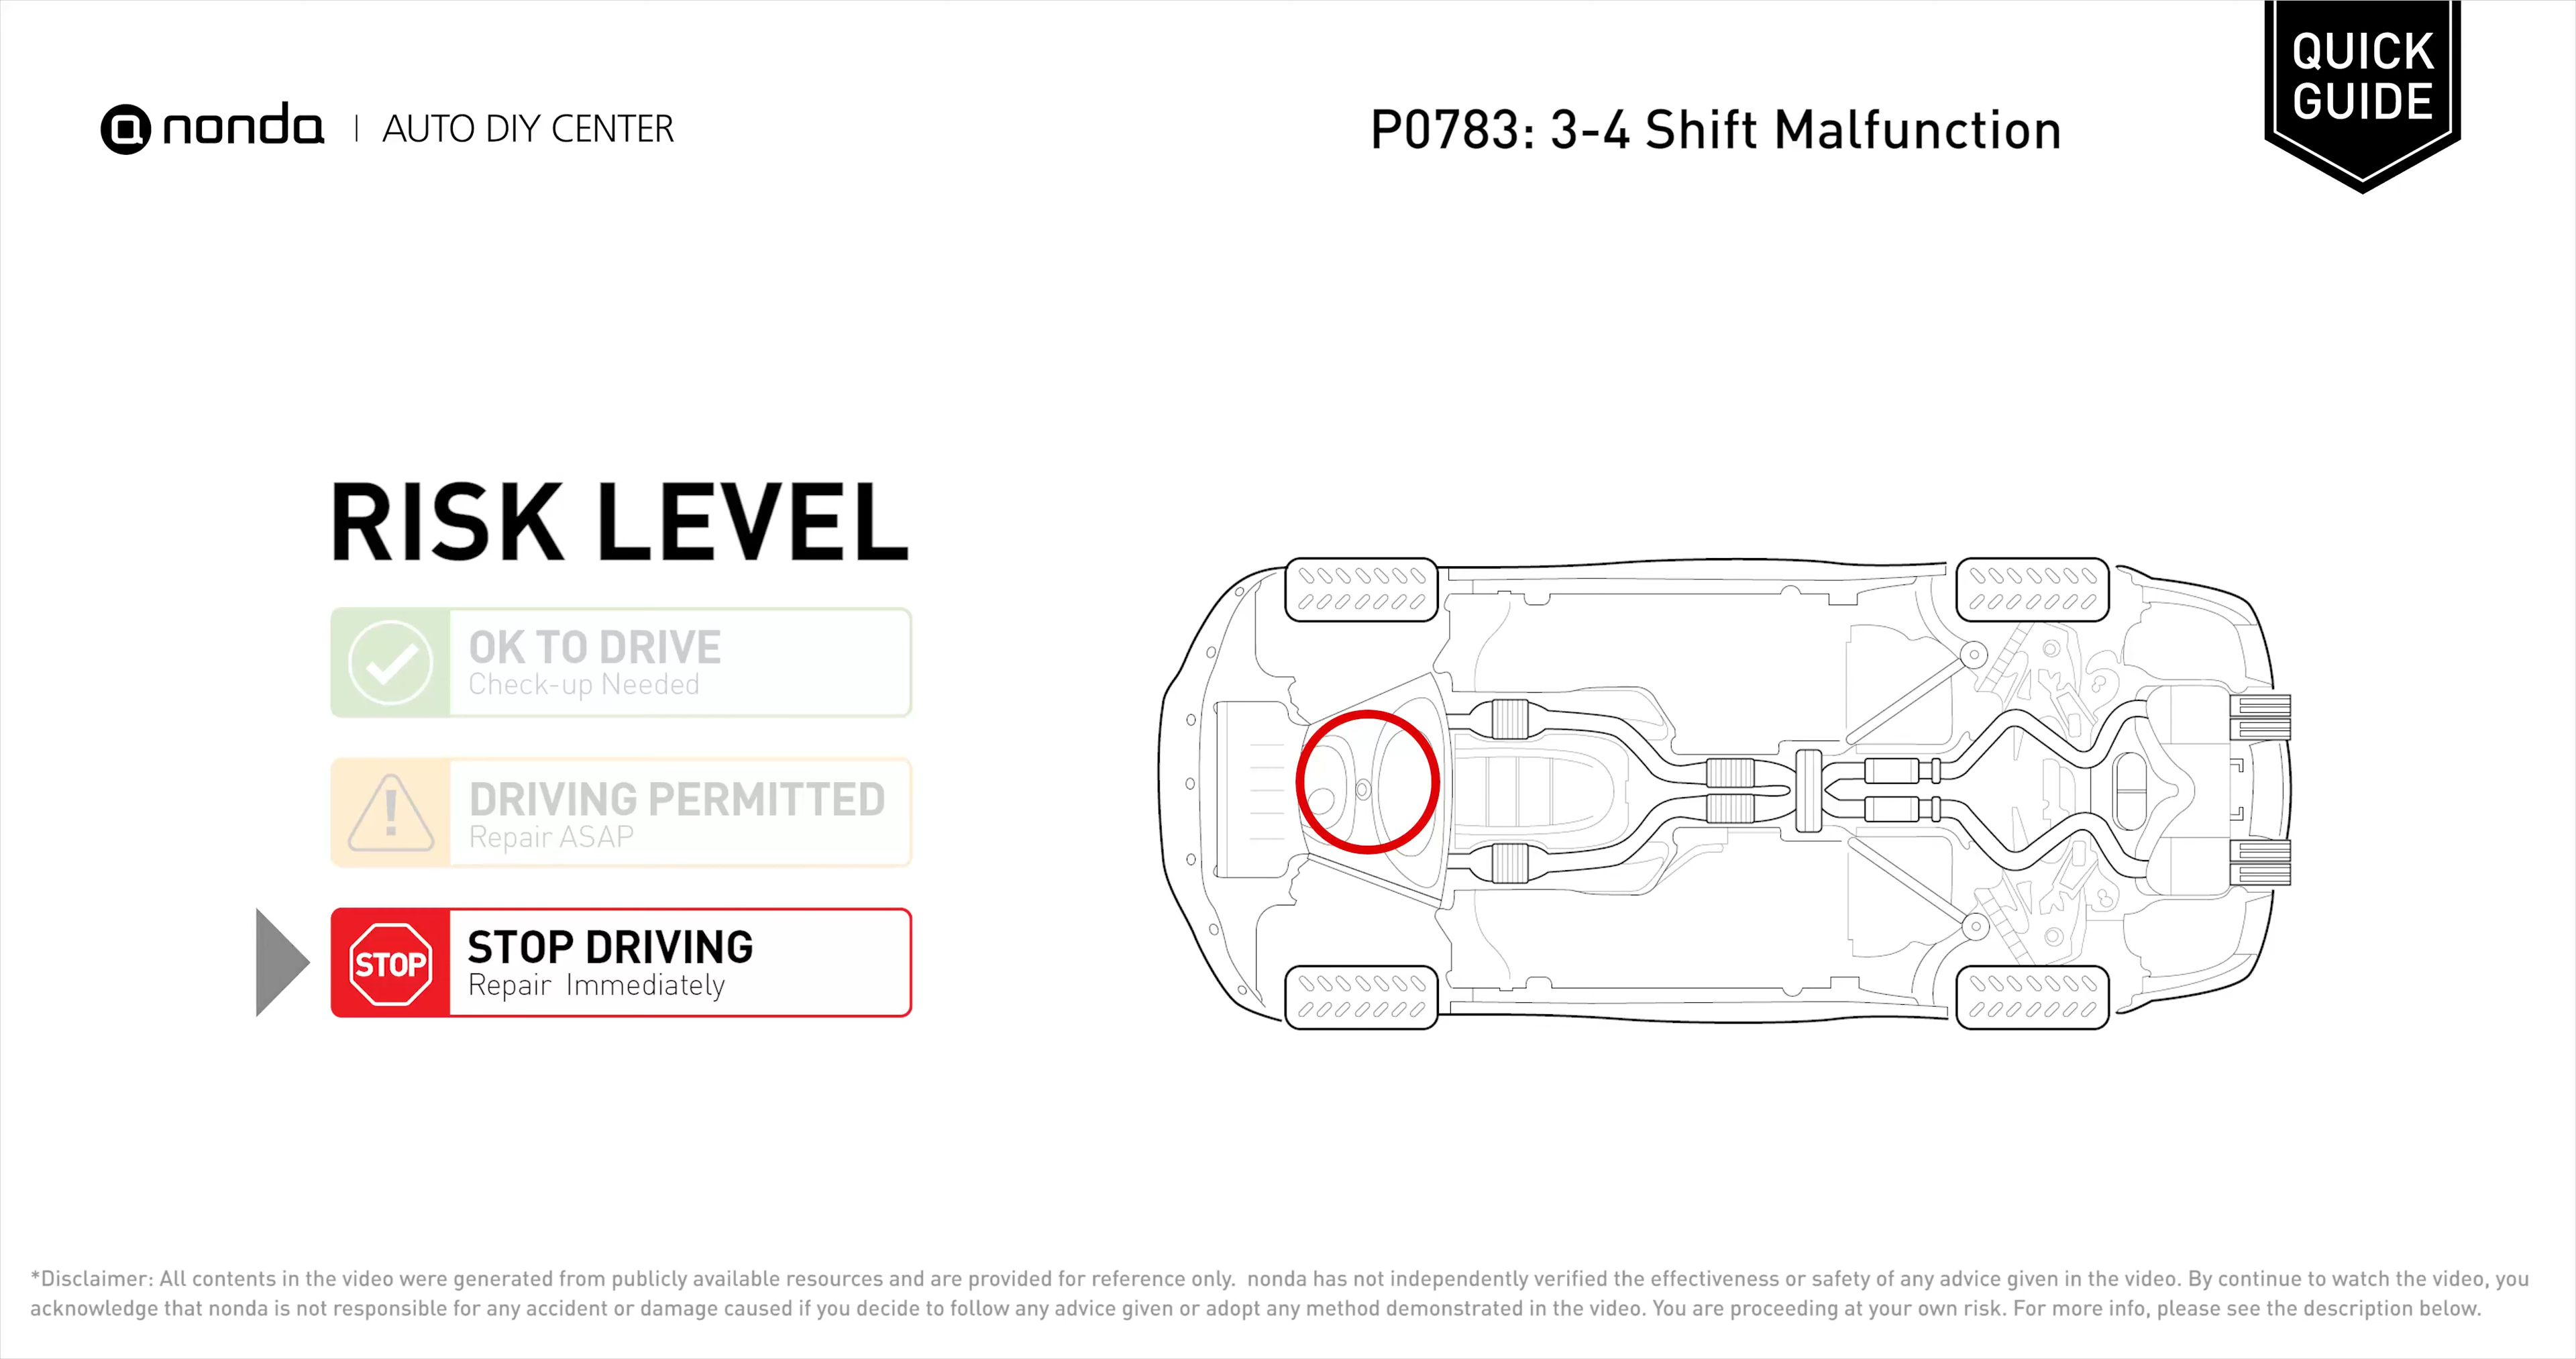 nonda | AUTO DIY CENTER
P0783: 3-4 Shift Malfunction
QUICK
GUIDE
RISK LEVEL
OK TO DRIVE
Check-up Needed
DRIVING PERMITTED
Repair ASAP
STOP
STOP DRIVING
Repair Immediately
*Disclaimer: All contents in the video were generated from publicly available resources and are provided for reference only. nonda has not independently verified the effectiveness or safety of any advice given in the video. By continue to watch the video, you
acknowledge that nonda is not responsible for any accident or damage caused if you decide to follow any advice given or adopt any method demonstrated in the video. You are proceeding at your own risk. For more info, please see the description below.